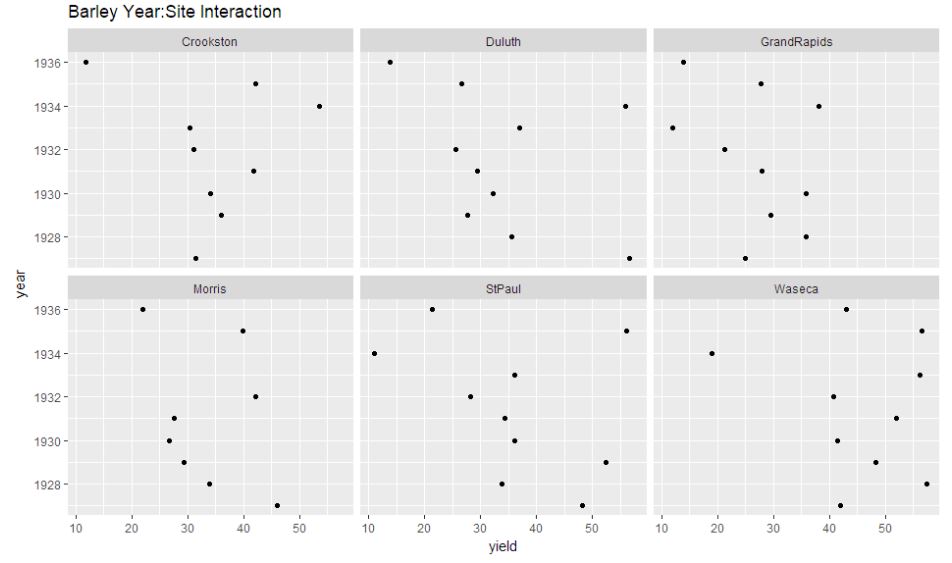 Barley Year:Site Interaction
Crookston Duluth GrandRapids
1936
1934
1932
1930
1928
year
Morris StPaul Waseca
1936
1934
1932
1930
1928
10 20 30 40 50 10 20 30 40 50 10 20 30 40 50
yield